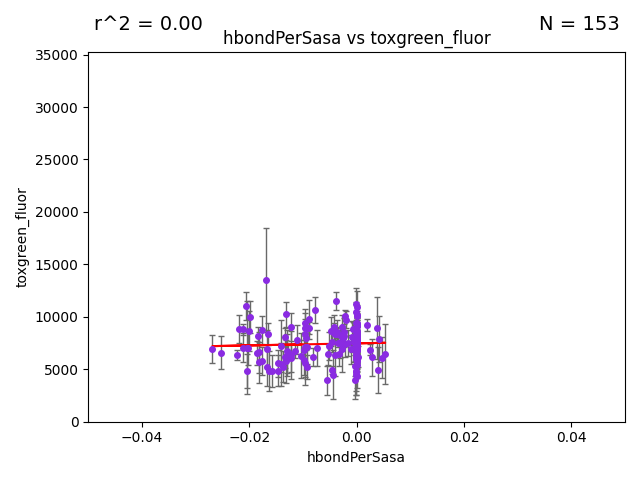 r^2 = 0.00
N = 153
hbondPerSasa vs toxgreen_fluor
35000
30000
25000
20000
15000
10000
5000
0
toxgreen_fluor
−0.04
−0.02
0.00
0.02
0.04
hbondPerSasa